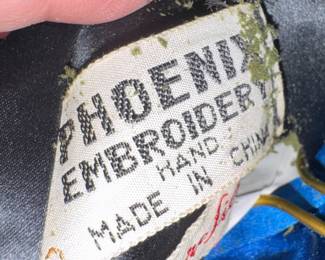 PHOENIX
EMBROIDERY
HAND
MADE IN CHINA